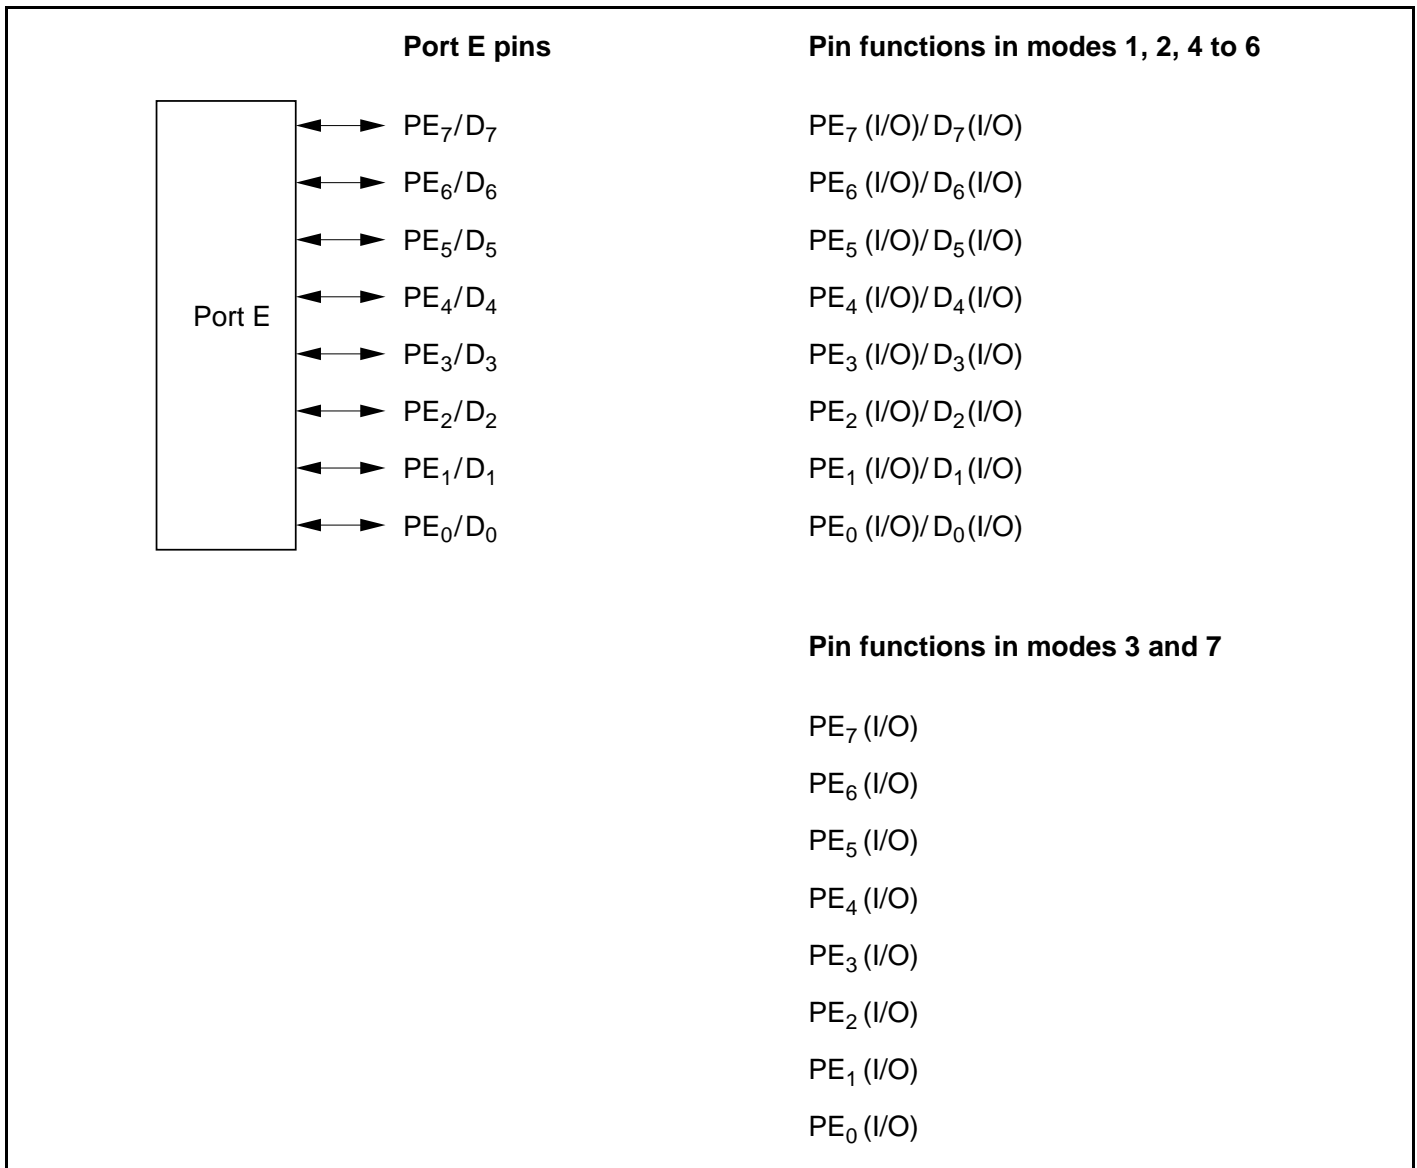 Port E pins Pin functions in modes 1, 2, 4 to 6
PE7/D7 PE7 (I/O)/D7(I/O)
PE6/D6 PE6 (I/O)/D6(I/O)
PE5/D5 PE5 (I/O)/D5(I/O)
PE4/D4 PE4 (I/O)/D4(I/O)
Port E
PE3/D3 PE3 (I/O)/D3(I/O)
PE2/D2 PE2 (I/O)/D2(I/O)
PE1/D1 PE1 (I/O)/D1(I/O)
PE0/D0 PE0 (I/O)/D0(I/O)
Pin functions in modes 3 and 7
PE7 (I/O)
PE6 (I/O)
PE5 (I/O)
PE4 (I/O)
PE3 (I/O)
PE2 (I/O)
PE1 (I/O)
PE0 (I/O)